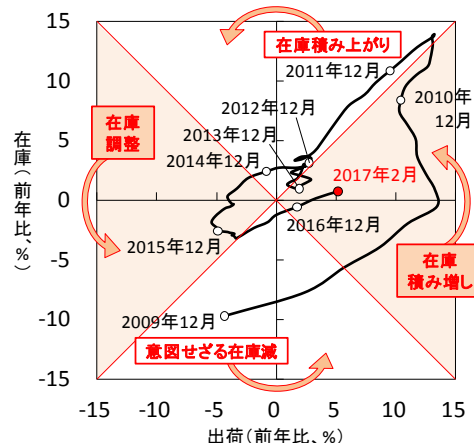 15
10
5
0
-5
-10
-15
在庫（前年比、%）
在庫積み上がり
2011年12月
2010年
12月
2012年12月
2013年12月
在庫
調整
2014年12月
2017年2月
2016年12月
2015年12月
在庫
積み増し
2009年12月
意図せざる在庫減
-15
-10
-5
0
5
10
15
出荷（前年比、%）